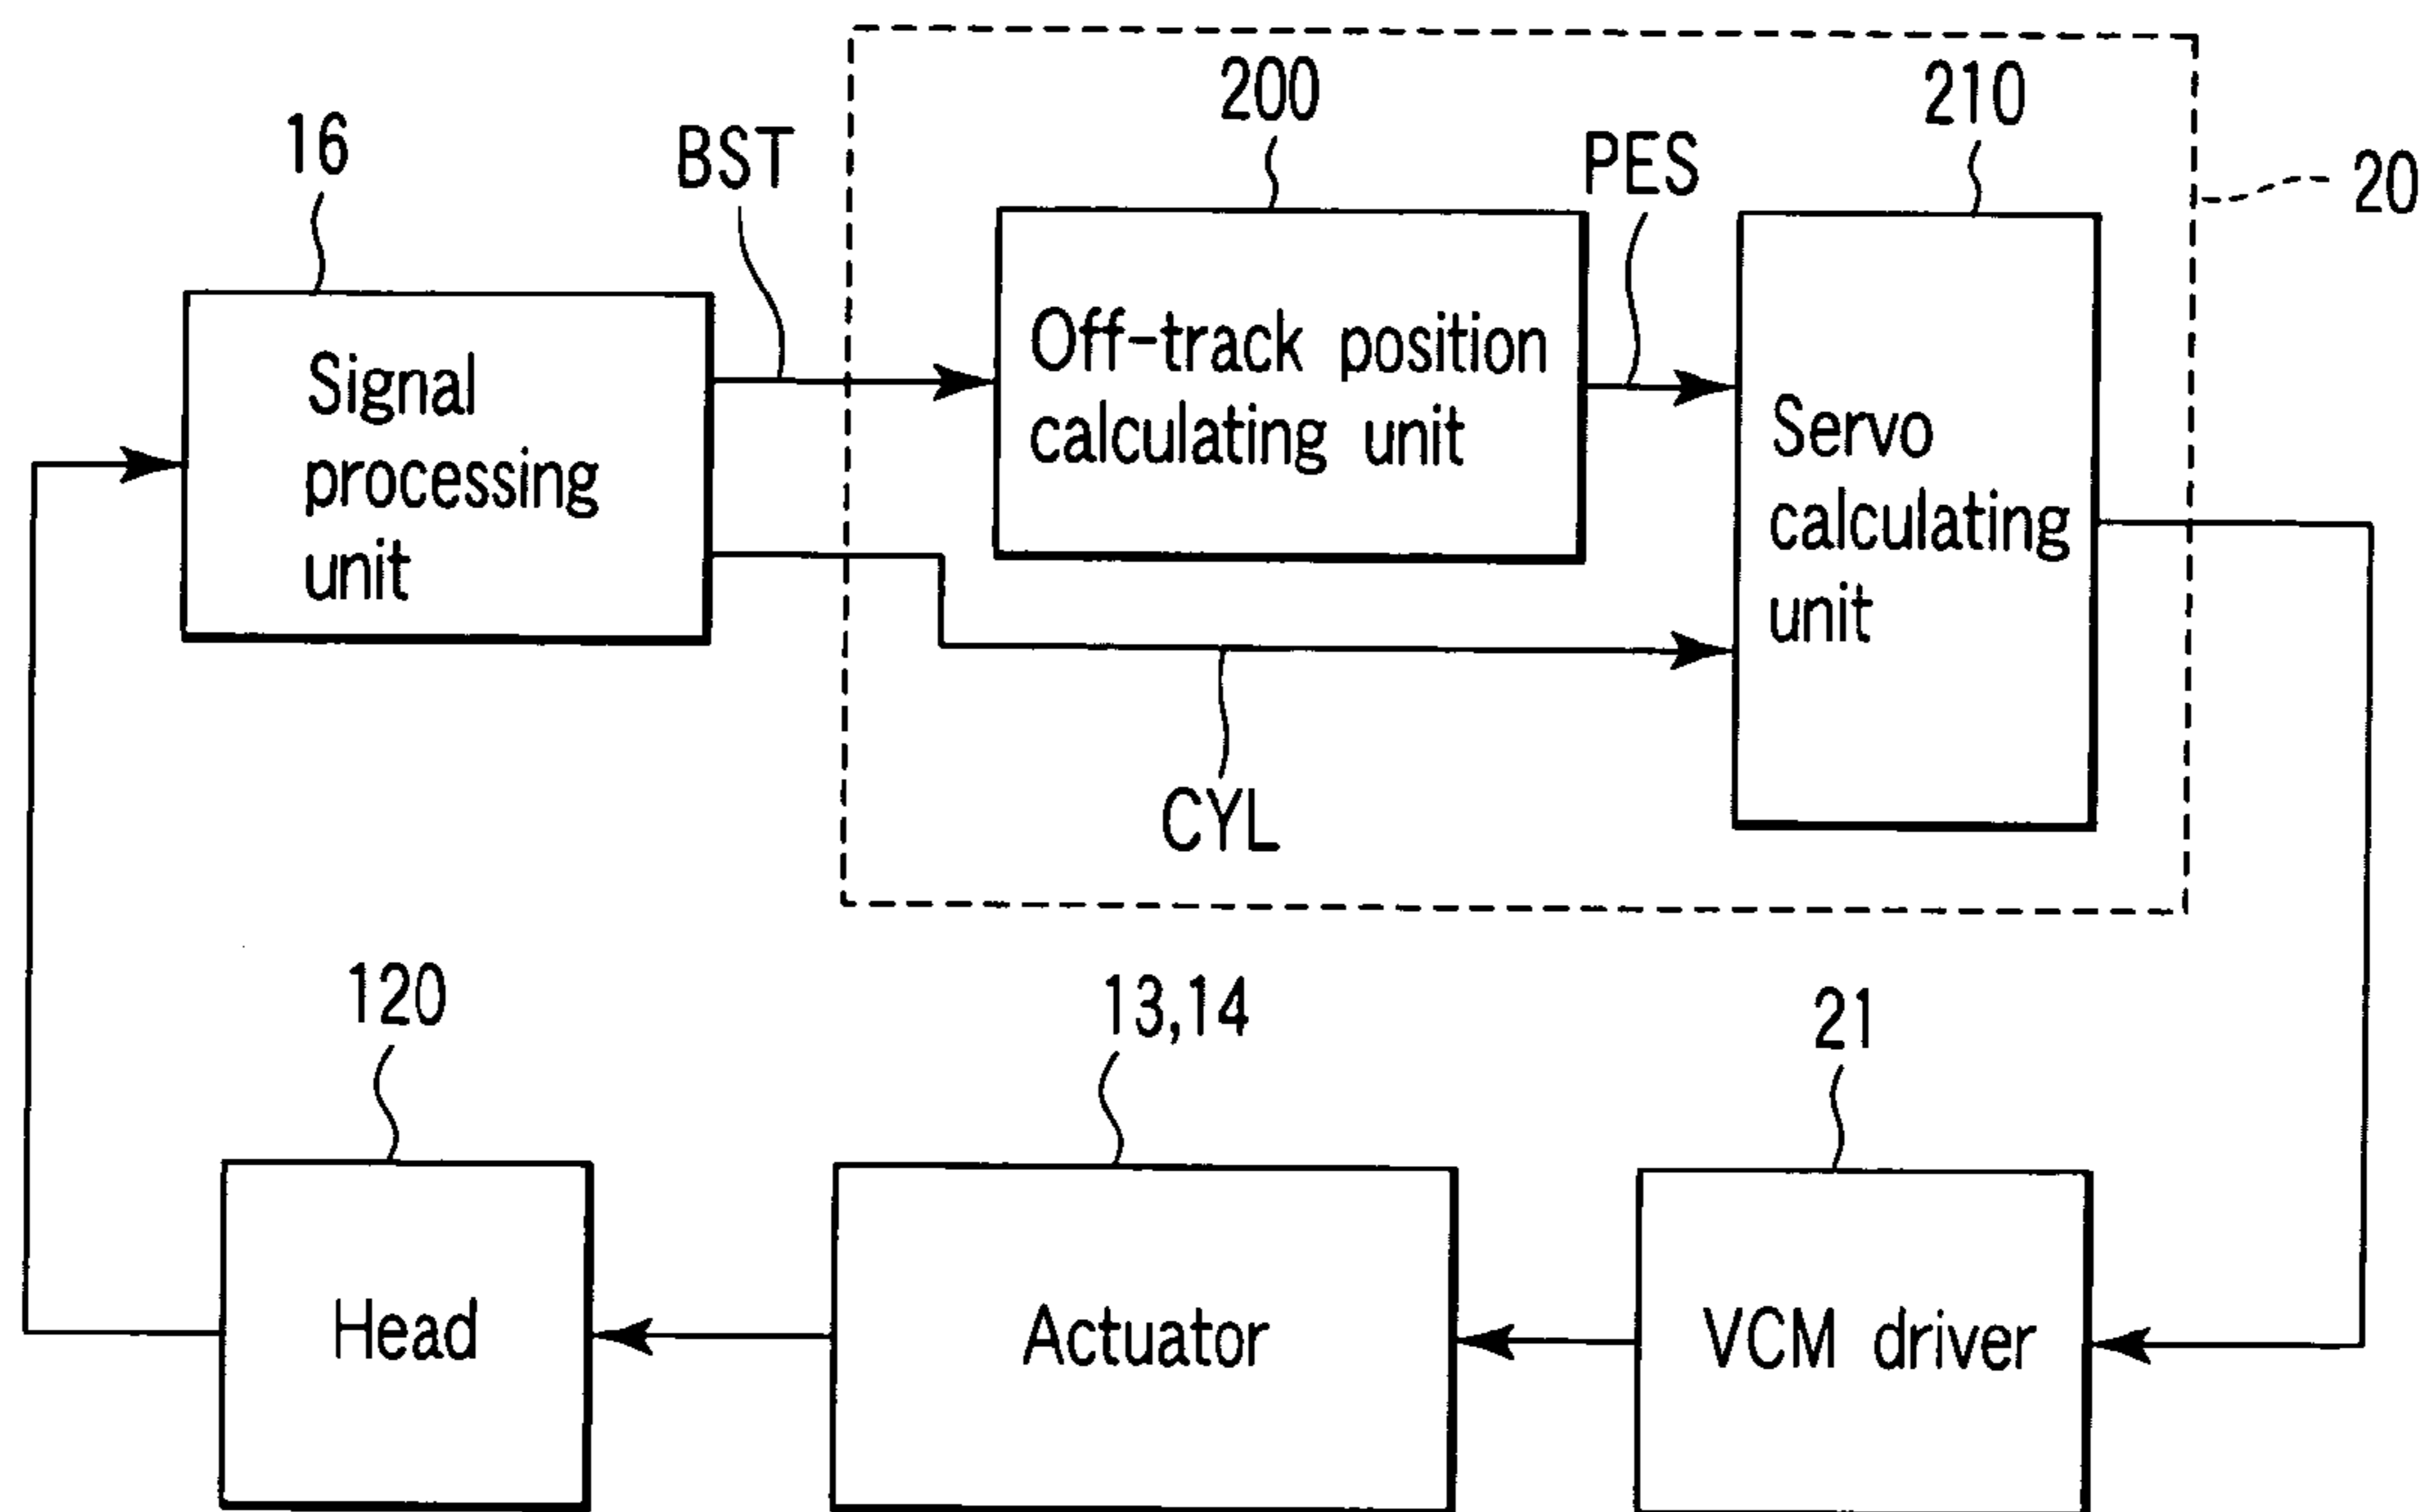 200
210
16
BST
PES
20
Off-track position
calculating unit
Signal
processing
unit
Servo
calculating
unit
CYL
120
13,14
21
Head
Actuator
VCM driver